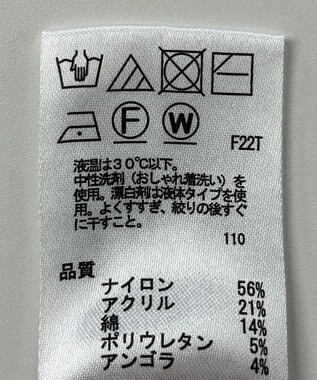 F W
F22T
液温は30℃以下。
中性洗剤(おしゃれ着洗い)を
使用。漂白剤は液体タイプを使
用。よくすすぎ、絞りの後すぐ
に干すこと。
110
品質
ナイロン 56%
アクリル 21%
綿 14%
ポリウレタン 5%
アンゴラ 4%